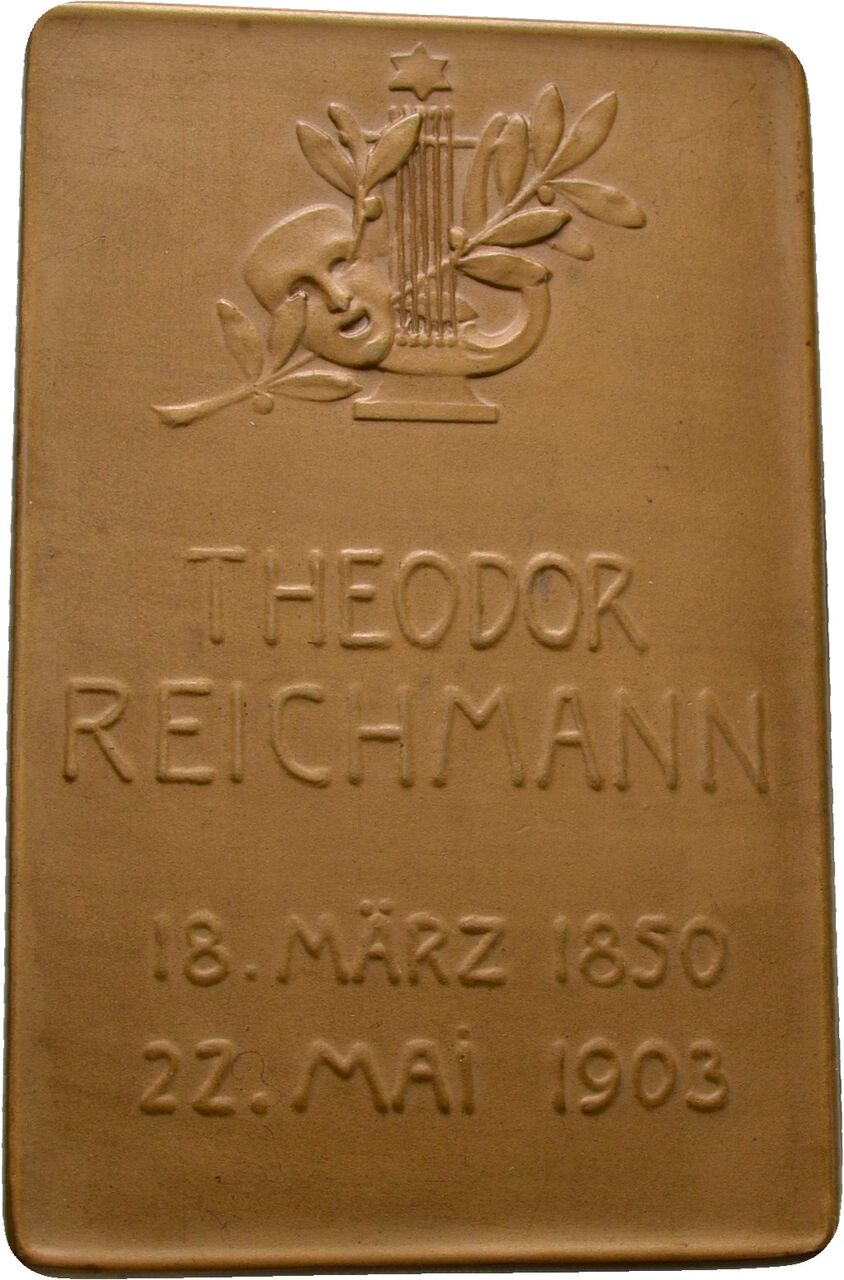 THEODOR
REICHMANN
18. MÄRZ 1850
22. MAi 1903